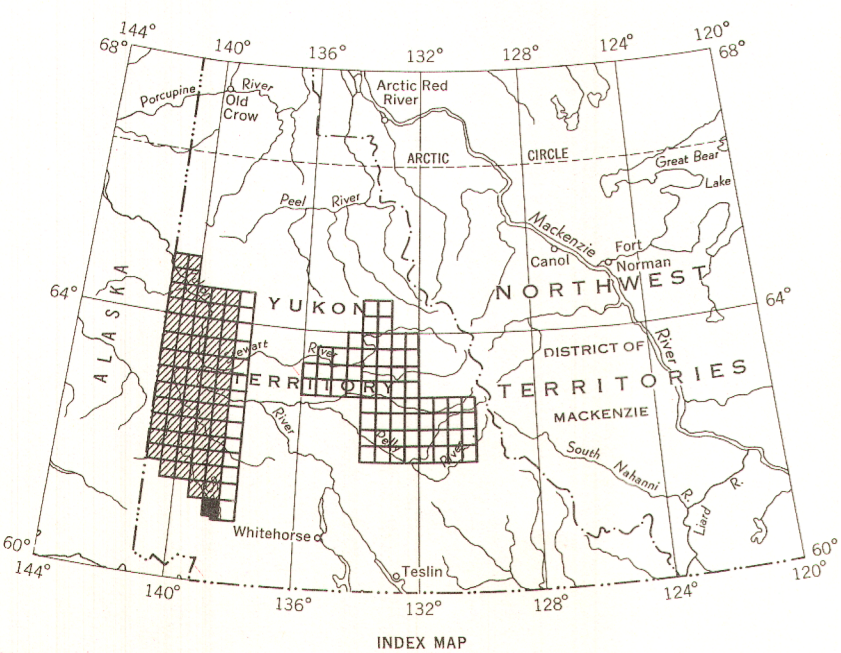 144°
140°
136°
132°
128°
124°
120°
68°
68°
Porcupine River
Old
Crow
Arctic Red
River
ARCTIC CIRCLE
Great Bear
Lake
Peel River
Mackenzie
Fort
Norman
Canol
NORTHWEST
64°
64°
ALASKA
YUKON
River
DISTRICT OF
ewart River
TERRITORY
TERRITORIES
MACKENZIE
River
Pelly
River
South
Nahanni
R.
R.
Liard
Whitehorse
Teslin
60°
60°
144°
140°
136°
132°
128°
124°
120°
INDEX MAP